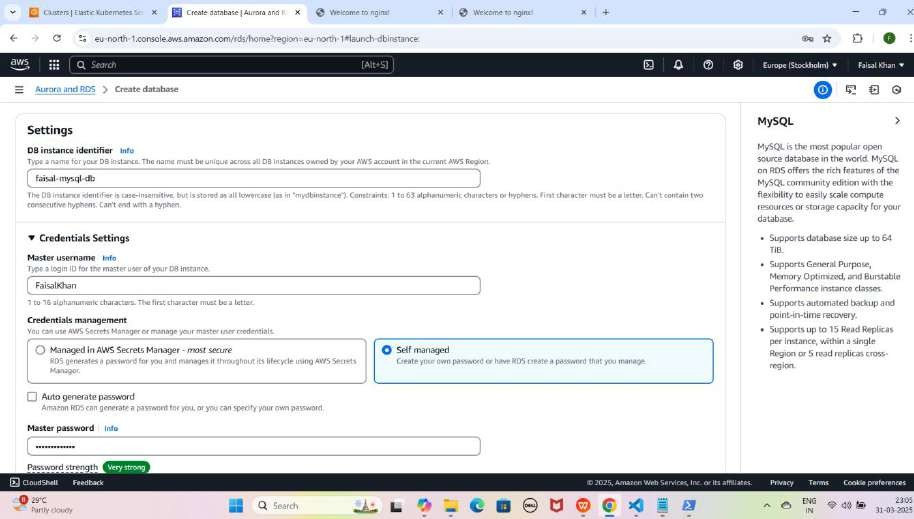 Clusters | Elastic Kubernetes Se
Create database | Aurora and R
Welcome to nginx!
Welcome to nginx!
eu-north-1.console.aws.amazon.com/rds/home?region=eu-north-1#launch-dbinstance:
F
aws
Search
[Alt+S]
Europe (Stockholm)
Faisal Khan
Aurora and RDS
Create database
Settings
DB instance identifier Info
Type a name for your DB instance. The name must be unique across all DB instances owned by your AWS account in the current AWS Region.
faisal-mysql-db
The DB instance identifier is case-insensitive, but is stored as all lowercase (as in "mydbinstance"). Constraints: 1 to 63 alphanumeric characters or hyphens. First character must be a letter. Can't contain two
consecutive hyphens. Can't end with a hyphen.
Credentials Settings
Master username Info
Type a login ID for the master user of your DB instance.
FaisalKhan
1 to 16 alphanumeric characters. The first character must be a letter.
Credentials management
You can use AWS Secrets Manager or manage your master user credentials.
Managed in AWS Secrets Manager - most secure
RDS generates a password for you and manages it throughout its lifecycle using AWS Secrets
Manager.
Self managed
Create your own password or have RDS create a password that you manage.
Auto generate password
Amazon RDS can generate a password for you, or you can specify your own password.
Master password Info
•••••••••••••
Password strength Very strong
MySQL
MySQL is the most popular open
source database in the world. MySQL
on RDS offers the rich features of the
MySQL community edition with the
flexibility to easily scale compute
resources or storage capacity for your
database.
• Supports database size up to 64
TiB.
• Supports General Purpose,
Memory Optimized, and Burstable
Performance instance classes.
• Supports automated backup and
point-in-time recovery.
• Supports up to 15 Read Replicas
per instance, within a single
Region or 5 read replicas cross-
region.
CloudShell
Feedback
© 2025, Amazon Web Services, Inc. or its affiliates.
Privacy
Terms
Cookie preferences
8
29°C
Partly cloudy
Search
DELL
ENG
IN
23:05
31-03-2025